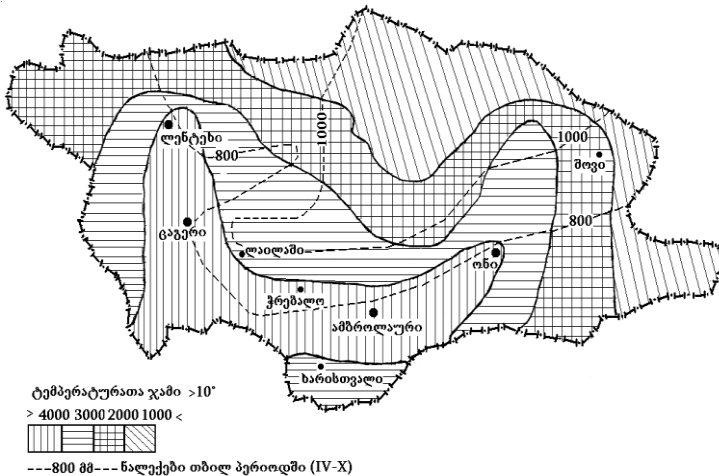 1000
1000
ლენტეხი
800
შოვი
ცაგერი
800
ლაილაში
ონი
ჭრებალო
ამბროლაური
ხარისთვალი
ტემპერატურათა ჯამი >10°
> 4000 3000 2000 1000 <
---800 მმ--- ნალექები თბილ პერიოდში (IV-X)